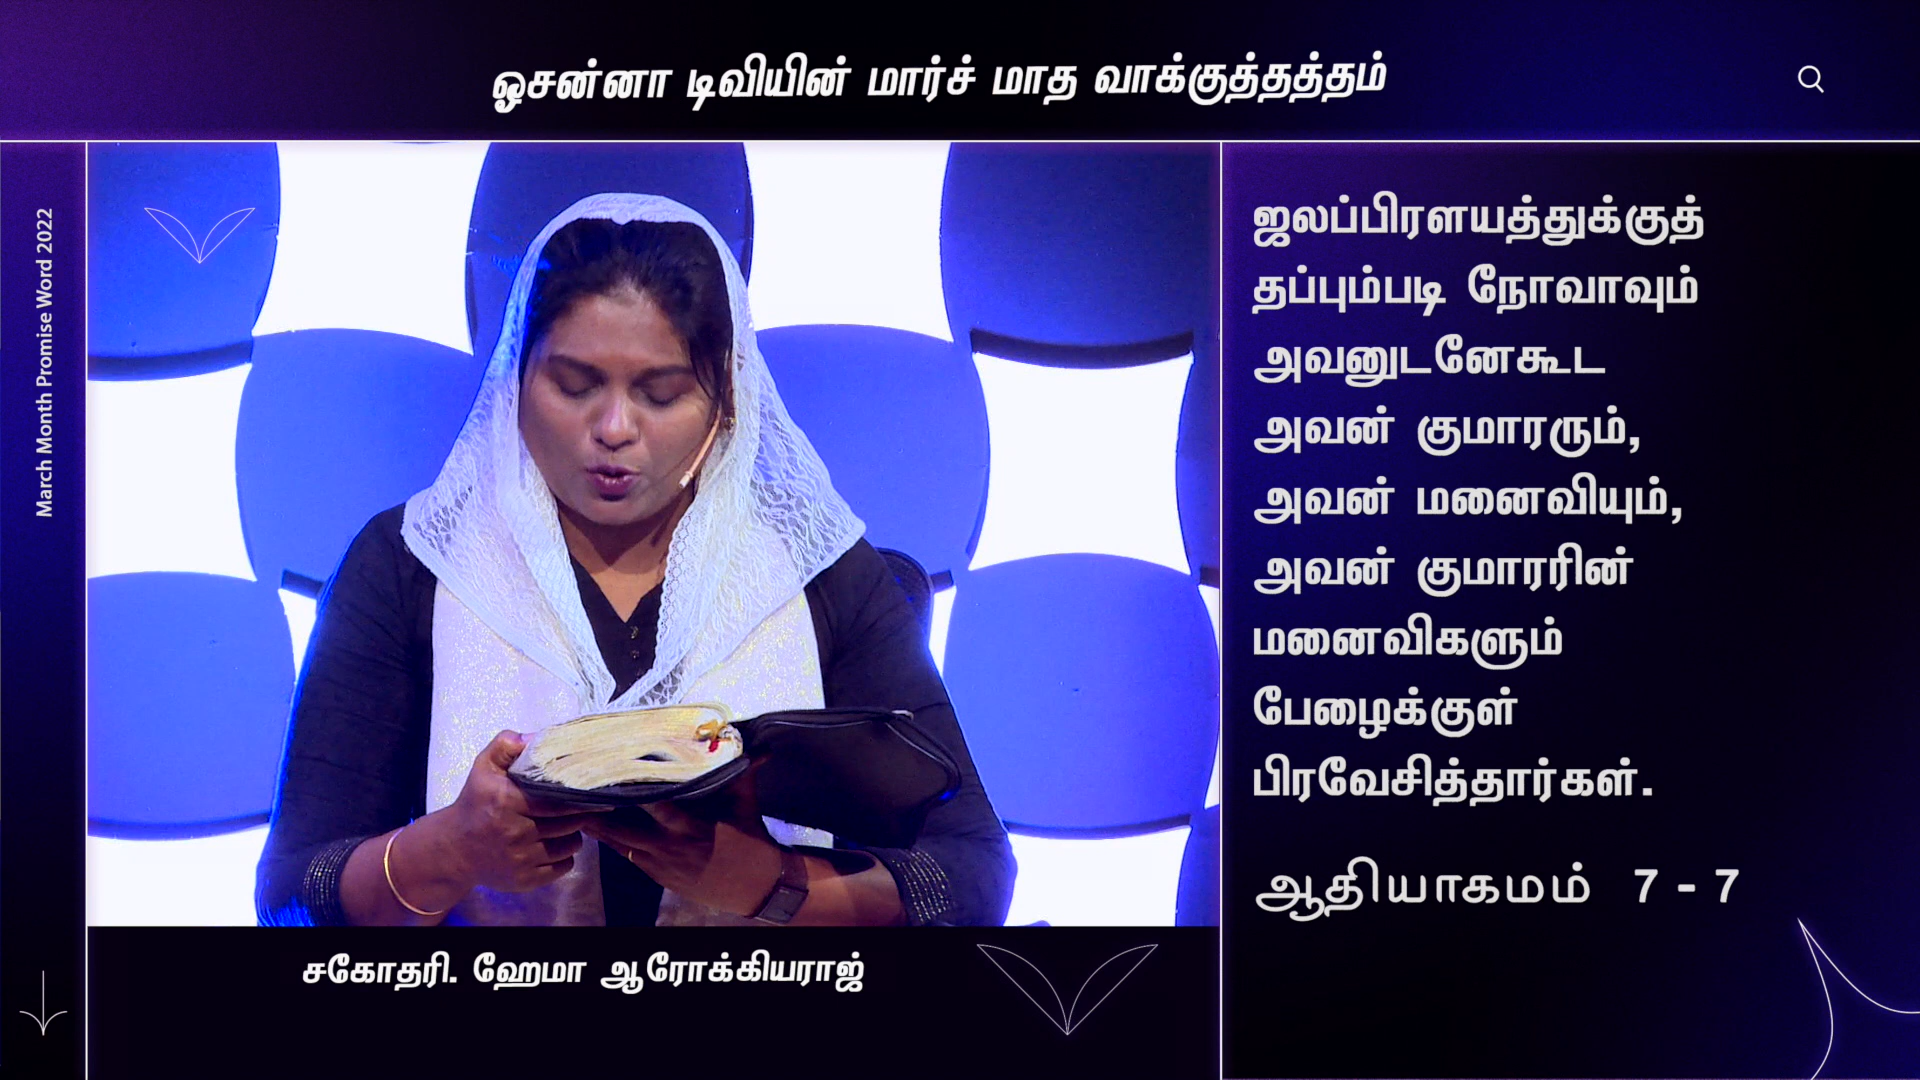 ஓசன்னா டிவியின் மார்ச் மாத வாக்குத்தத்தம்
March Month Promise Word 2022
ஜலப்பிரளயத்துக்குத்
தப்பும்படி நோவாவும்
அவனுடனேகூட
அவன் குமாரரும்,
அவன் மனைவியும்,
அவன் குமாரரின்
மனைவிகளும்
பேழைக்குள்
பிரவேசித்தார்கள்.
ஆதியாகமம் 7 - 7
சகோதரி. ஹேமா ஆரோக்கியராஜ்